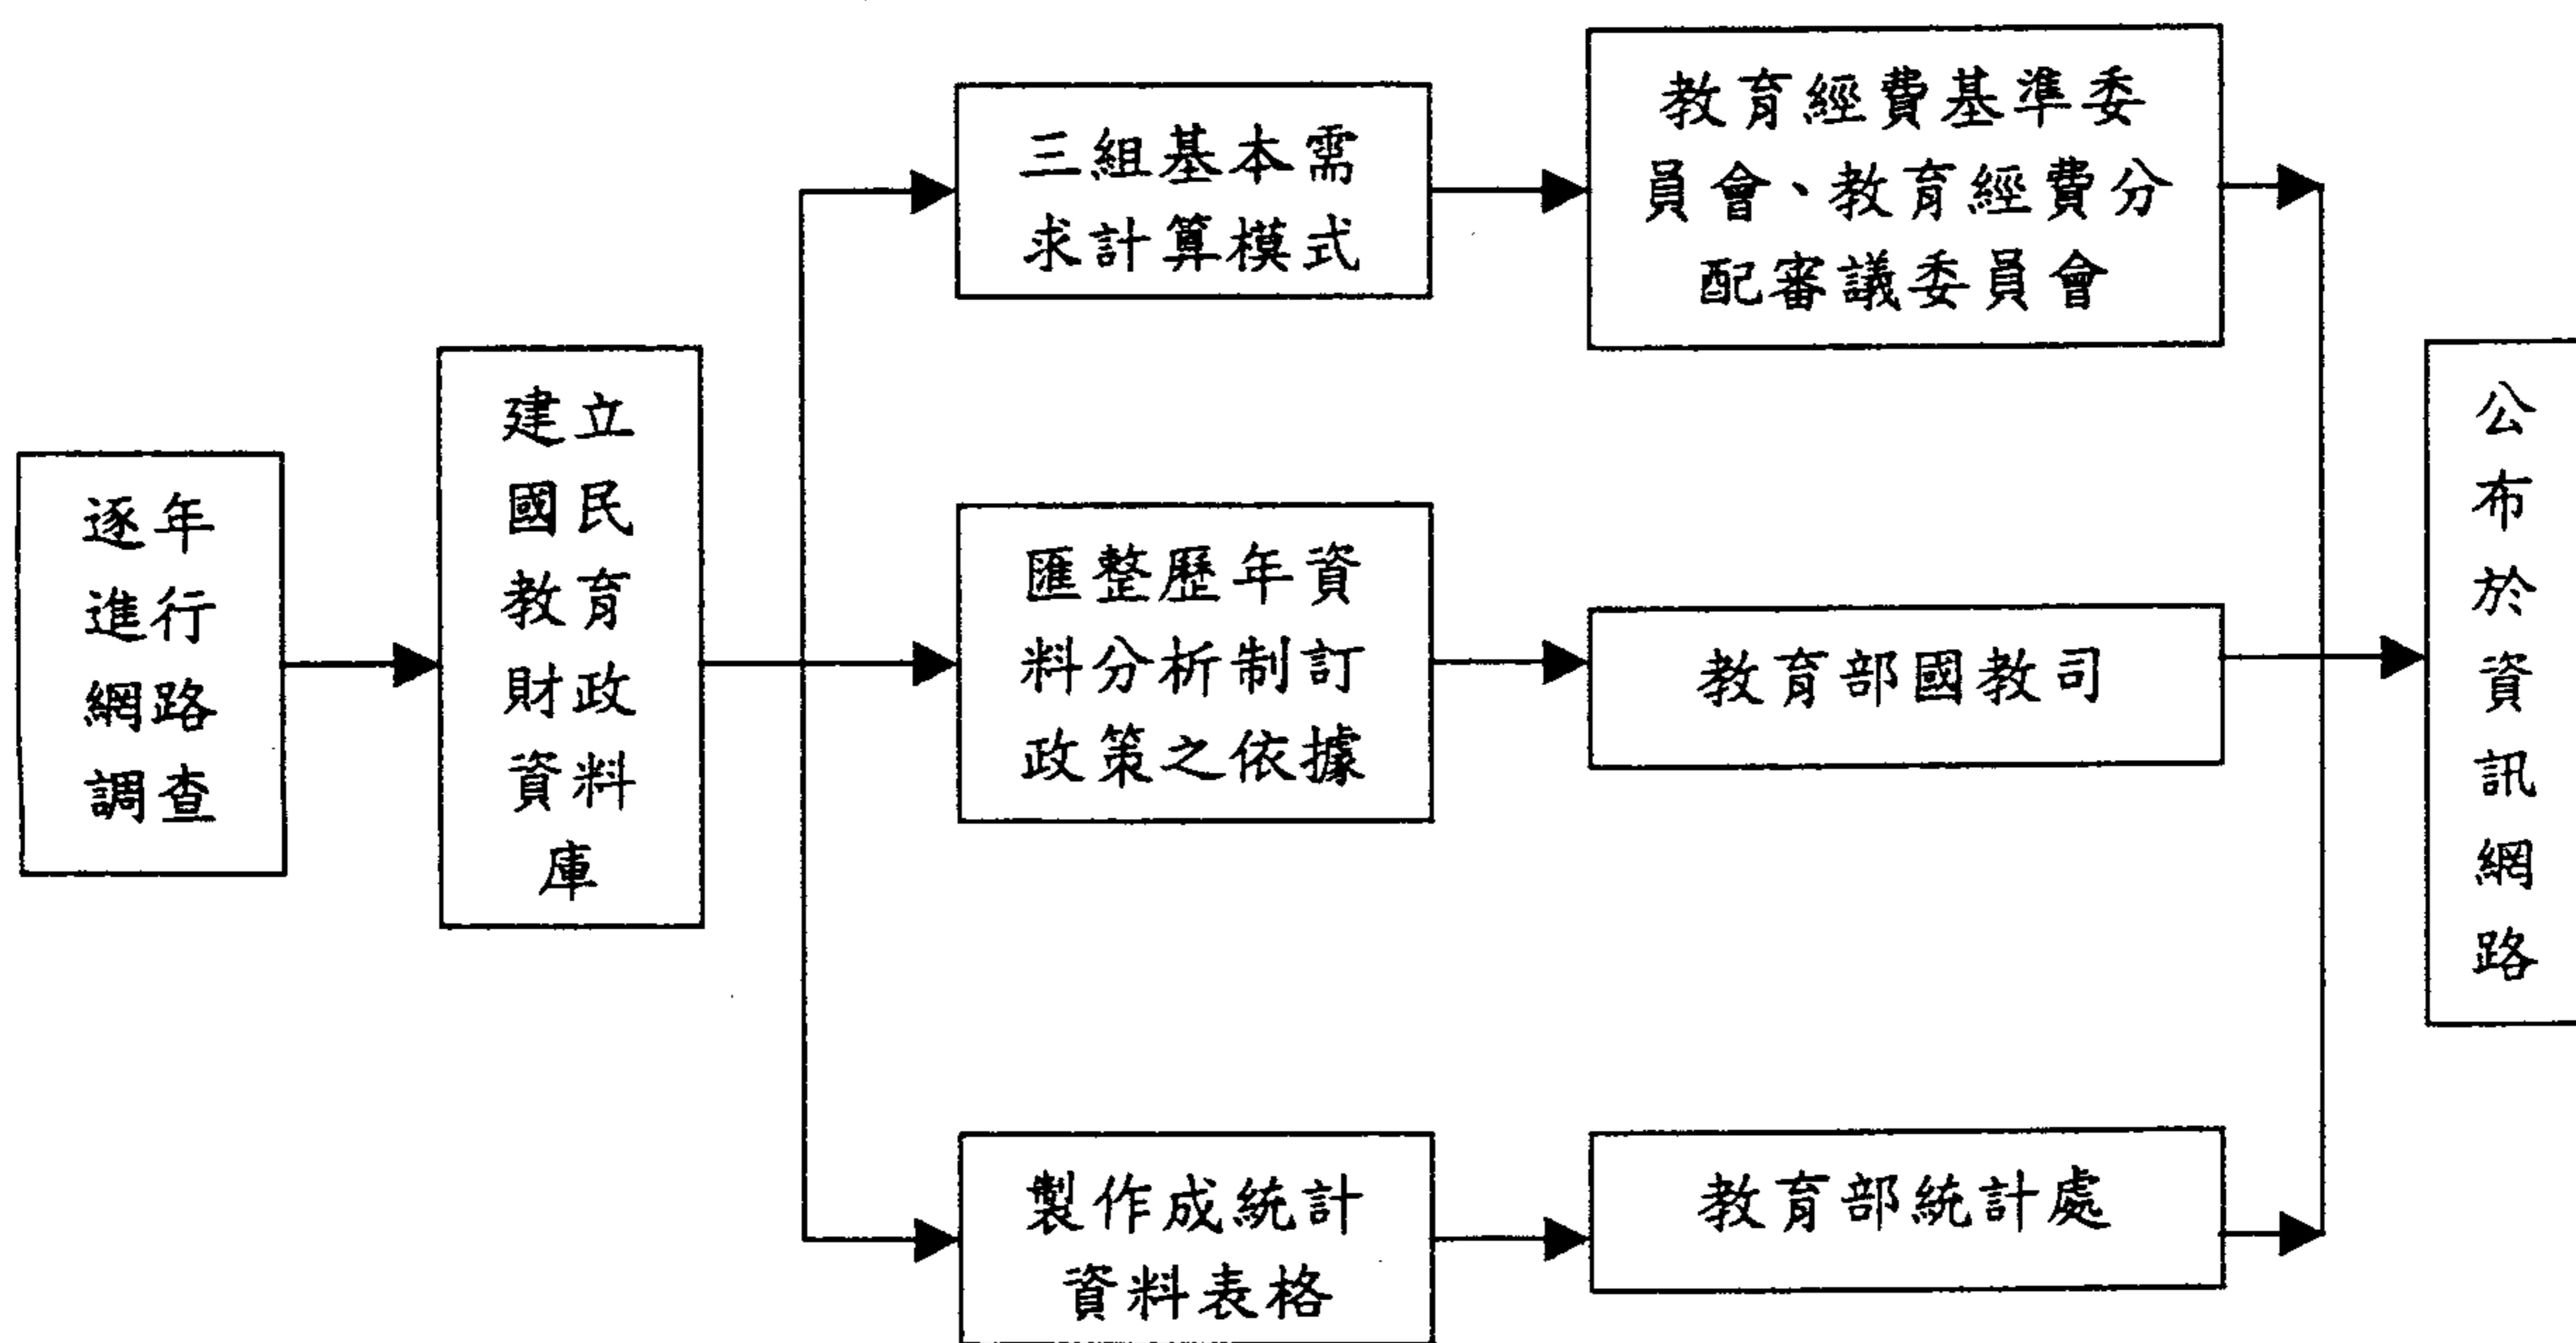 逐年
進行
網路
調查
建立
國民
教育
財政
資料
庫
三組基本需
求計算模式
教育經費基準委
員會、教育經費分
配審議委員會
匯整歷年資
料分析制訂
政策之依據
教育部國教司
製作成統計
資料表格
教育部統計處
公
布
於
資
訊
網
路